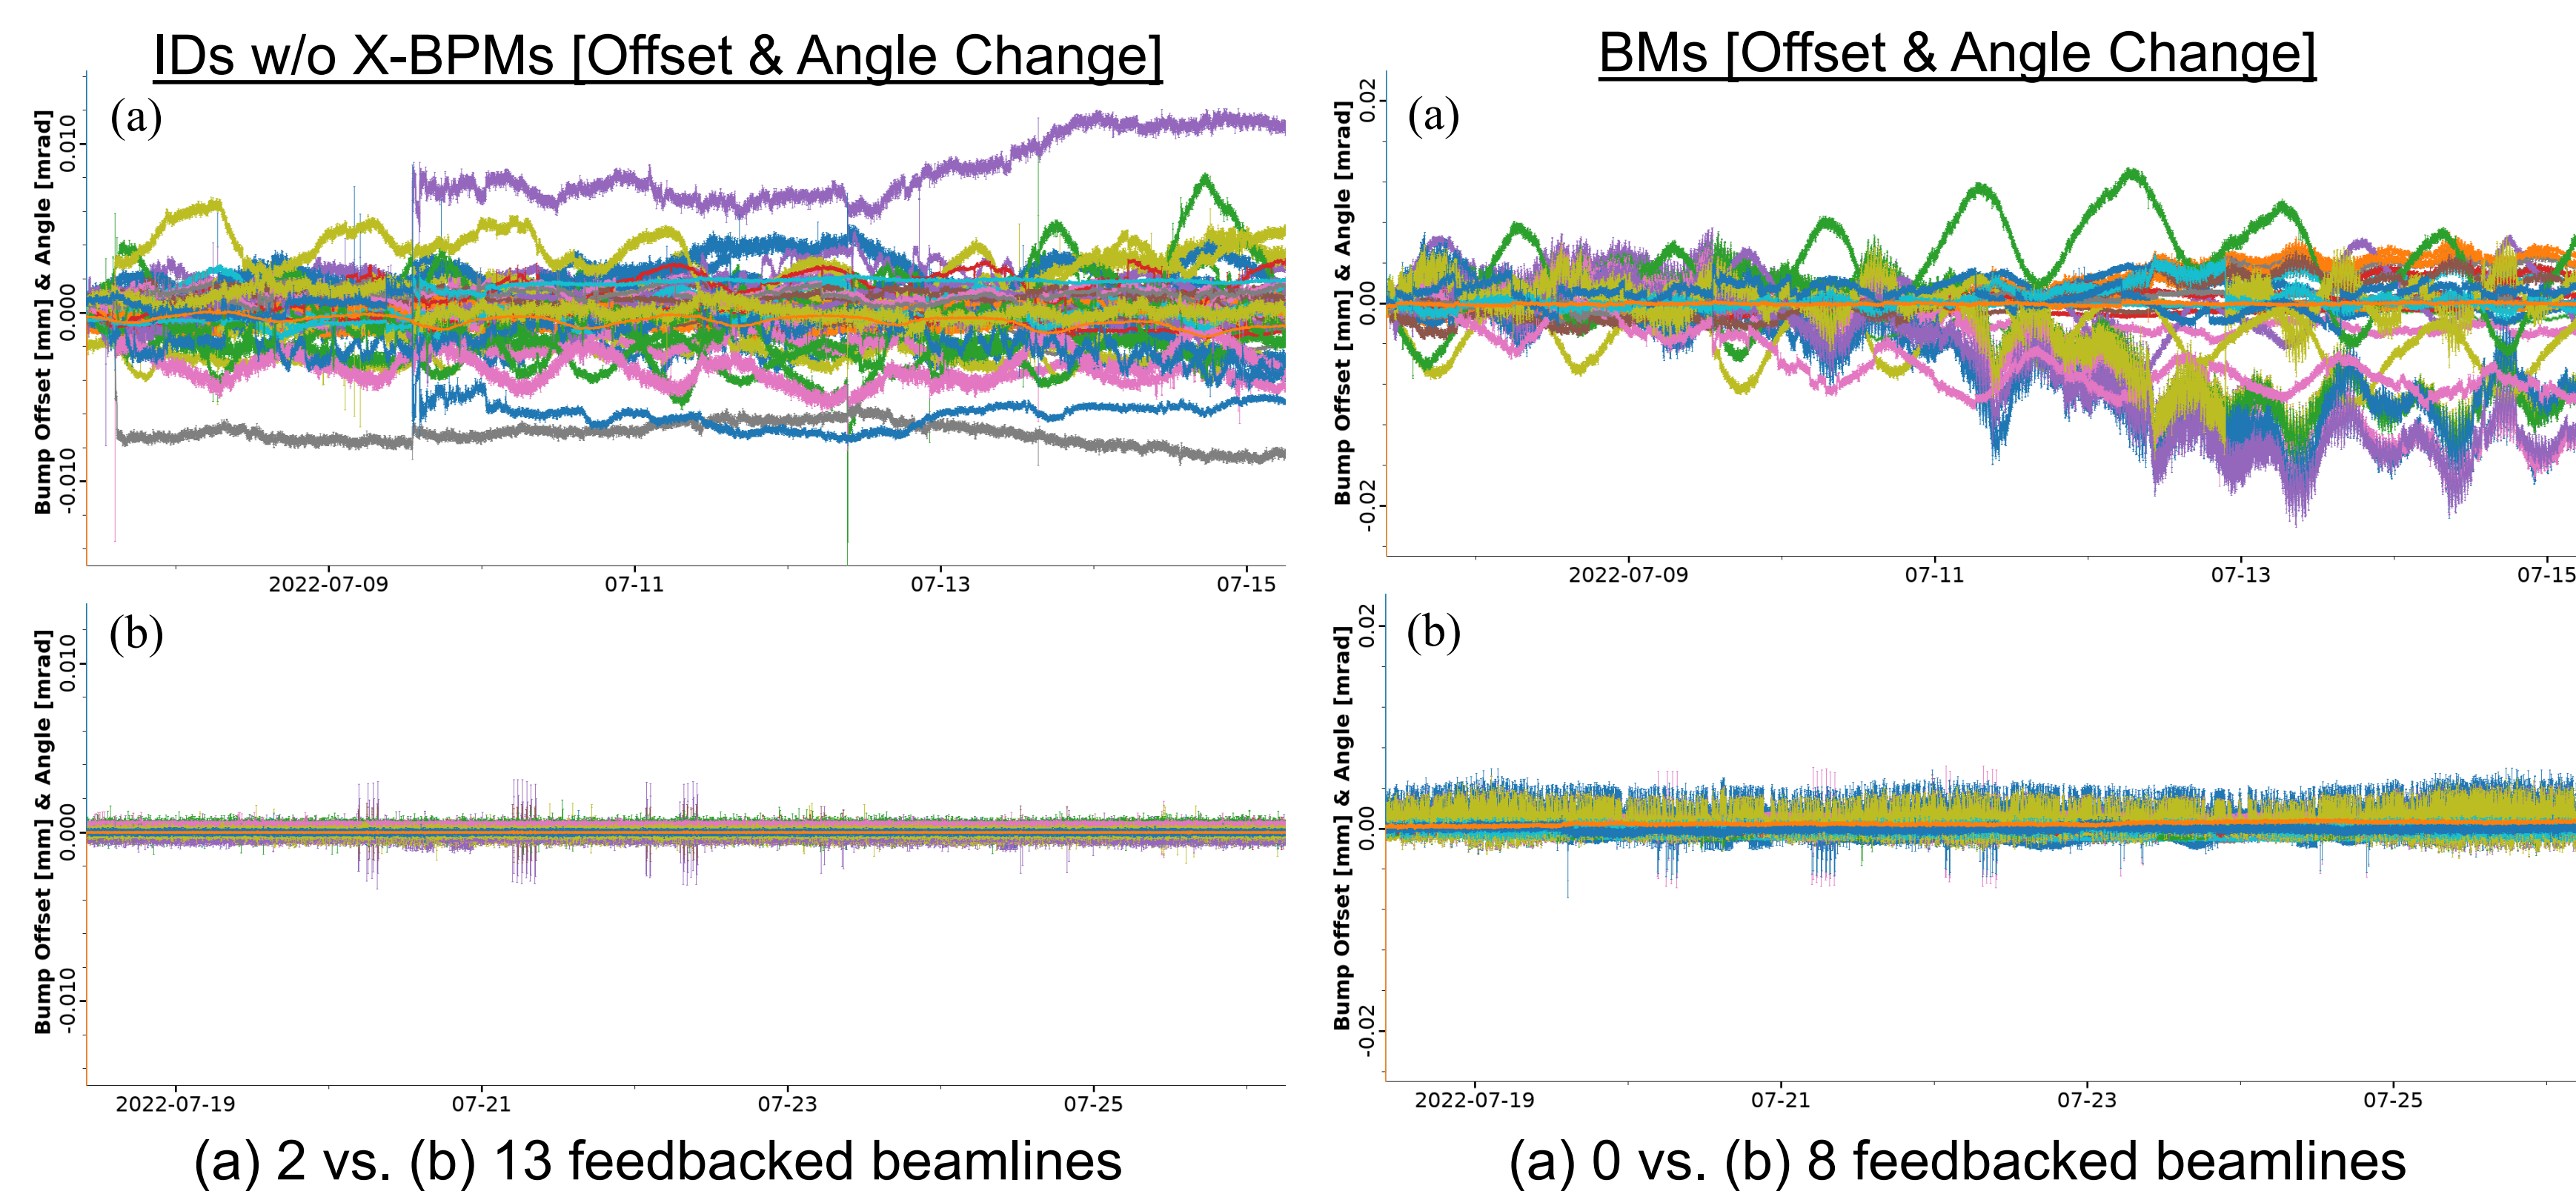 IDs w/o X-BPMs [Offset & Angle Change]
(a)
Bump Offset [mm] & Angle [mrad]
0.010
0.000
-0.010
2022-07-09
07-11
07-13
07-15
(b)
Bump Offset [mm] & Angle [mrad]
0.010
0.000
-0.010
2022-07-19
07-21
07-23
07-25
(a) 2 vs. (b) 13 feedbacked beamlines
BMs [Offset & Angle Change]
(a)
Bump Offset [mm] & Angle [mrad]
0.02
0.00
-0.02
2022-07-09
07-11
07-13
07-15
(b)
Bump Offset [mm] & Angle [mrad]
0.02
0.00
-0.02
2022-07-19
07-21
07-23
07-25
(a) 0 vs. (b) 8 feedbacked beamlines